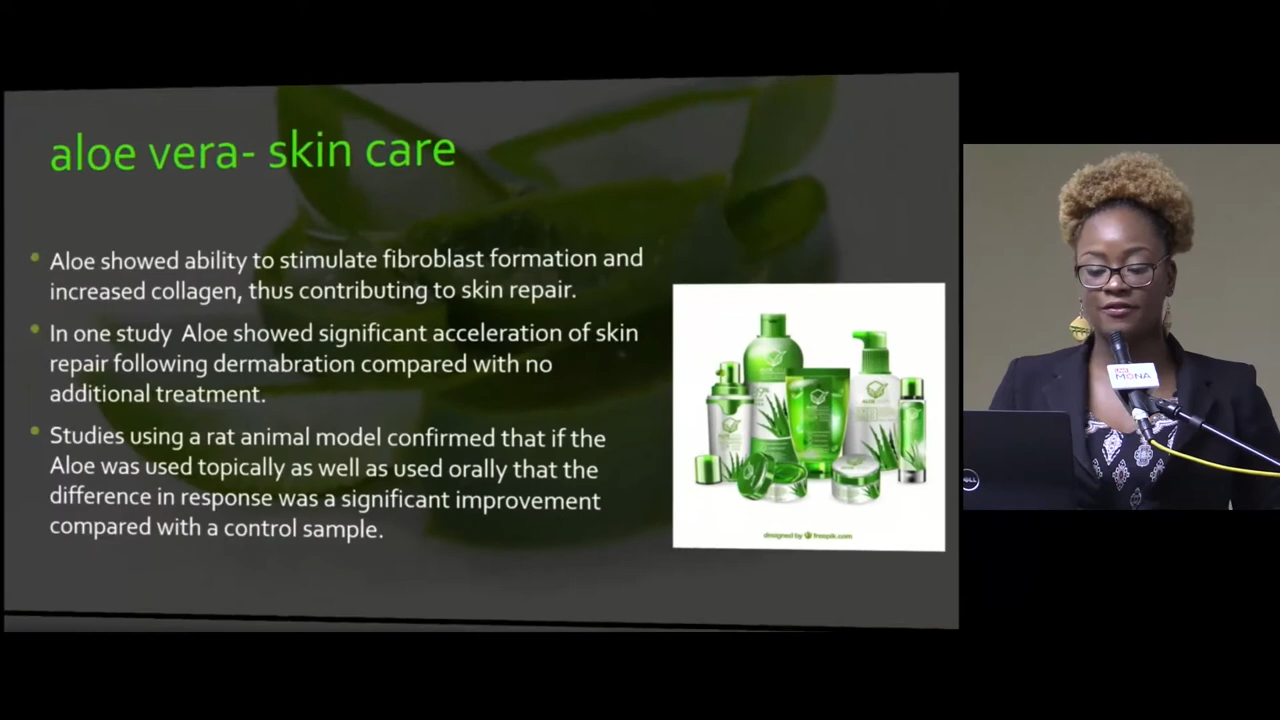 aloe vera- skin care
Aloe showed ability to stimulate fibroblast formation and
increased collagen, thus contributing to skin repair.
In one study Aloe showed significant acceleration of skin
repair following dermabration compared with no
additional treatment.
Studies using a rat animal model confirmed that if the
Aloe was used topically as well as used orally that the
difference in response was a significant improvement
compared with a control sample.
designed by freepik.com
MONA
DELL